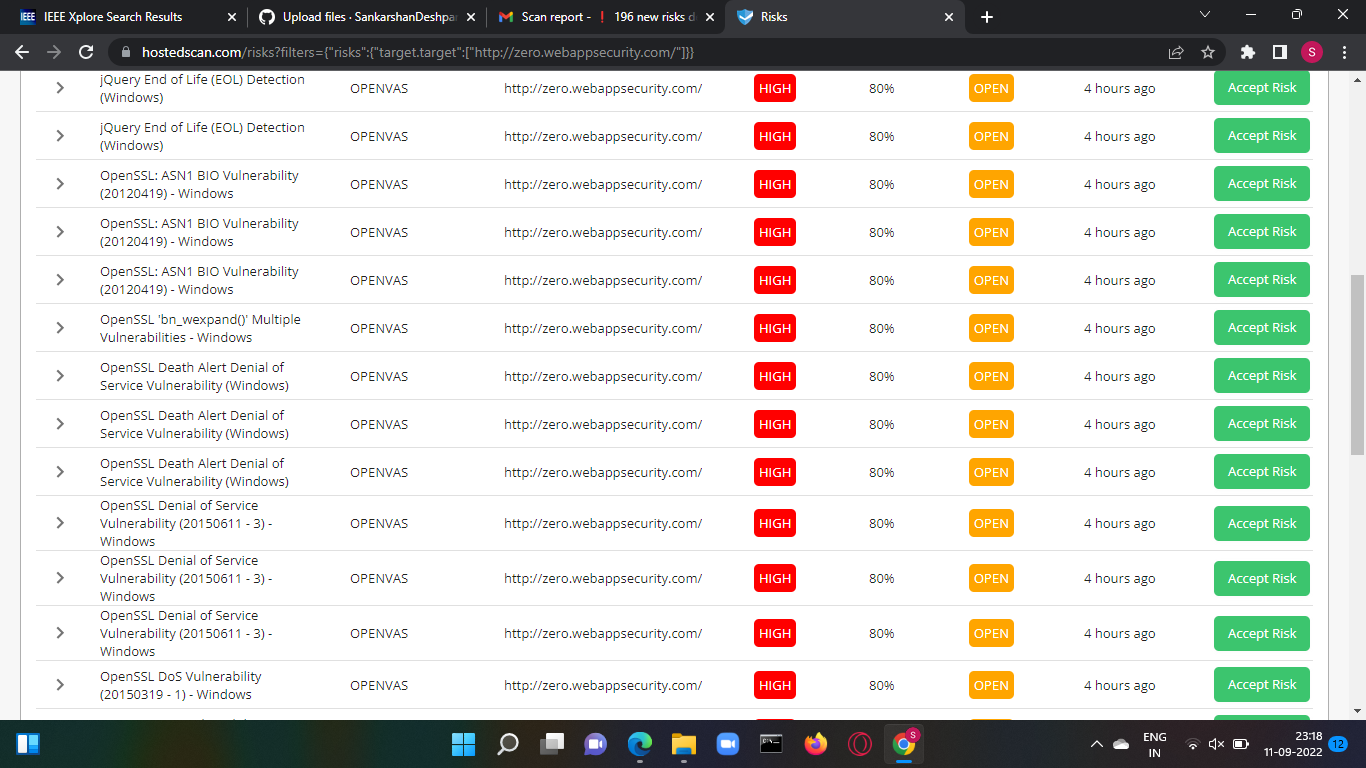 IEEE IEEE Xplore Search Results
Upload files · SankarshanDeshpan
Scan report - ❗ 196 new risks d
Risks
hostedscan.com/risks?filters={"risks":{"target.target":["http://zero.webappsecurity.com/"]}}
S
jQuery End of Life (EOL) Detection
(Windows)
OPENVAS http://zero.webappsecurity.com/ HIGH 80% OPEN 4 hours ago Accept Risk
jQuery End of Life (EOL) Detection
(Windows)
OPENVAS http://zero.webappsecurity.com/ HIGH 80% OPEN 4 hours ago Accept Risk
OpenSSL: ASN1 BIO Vulnerability
(20120419) - Windows
OPENVAS http://zero.webappsecurity.com/ HIGH 80% OPEN 4 hours ago Accept Risk
OpenSSL: ASN1 BIO Vulnerability
(20120419) - Windows
OPENVAS http://zero.webappsecurity.com/ HIGH 80% OPEN 4 hours ago Accept Risk
OpenSSL: ASN1 BIO Vulnerability
(20120419) - Windows
OPENVAS http://zero.webappsecurity.com/ HIGH 80% OPEN 4 hours ago Accept Risk
OpenSSL 'bn_wexpand()' Multiple
Vulnerabilities - Windows
OPENVAS http://zero.webappsecurity.com/ HIGH 80% OPEN 4 hours ago Accept Risk
OpenSSL Death Alert Denial of
Service Vulnerability (Windows)
OPENVAS http://zero.webappsecurity.com/ HIGH 80% OPEN 4 hours ago Accept Risk
OpenSSL Death Alert Denial of
Service Vulnerability (Windows)
OPENVAS http://zero.webappsecurity.com/ HIGH 80% OPEN 4 hours ago Accept Risk
OpenSSL Death Alert Denial of
Service Vulnerability (Windows)
OPENVAS http://zero.webappsecurity.com/ HIGH 80% OPEN 4 hours ago Accept Risk
OpenSSL Denial of Service
Vulnerability (20150611 - 3) -
Windows
OPENVAS http://zero.webappsecurity.com/ HIGH 80% OPEN 4 hours ago Accept Risk
OpenSSL Denial of Service
Vulnerability (20150611 - 3) -
Windows
OPENVAS http://zero.webappsecurity.com/ HIGH 80% OPEN 4 hours ago Accept Risk
OpenSSL Denial of Service
Vulnerability (20150611 - 3) -
Windows
OPENVAS http://zero.webappsecurity.com/ HIGH 80% OPEN 4 hours ago Accept Risk
OpenSSL DoS Vulnerability
(20150319 - 1) - Windows
OPENVAS http://zero.webappsecurity.com/ HIGH 80% OPEN 4 hours ago Accept Risk
S
ENG
IN
23:18
11-09-2022
12